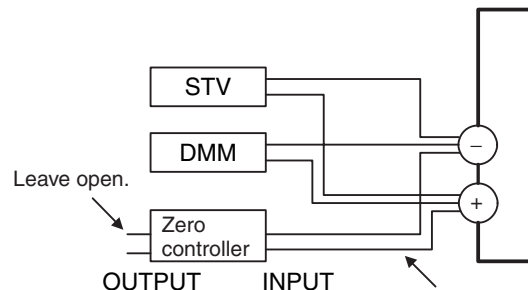 STV
DMM
Leave open.
Zero
controller
OUTPUT INPUT
−
+